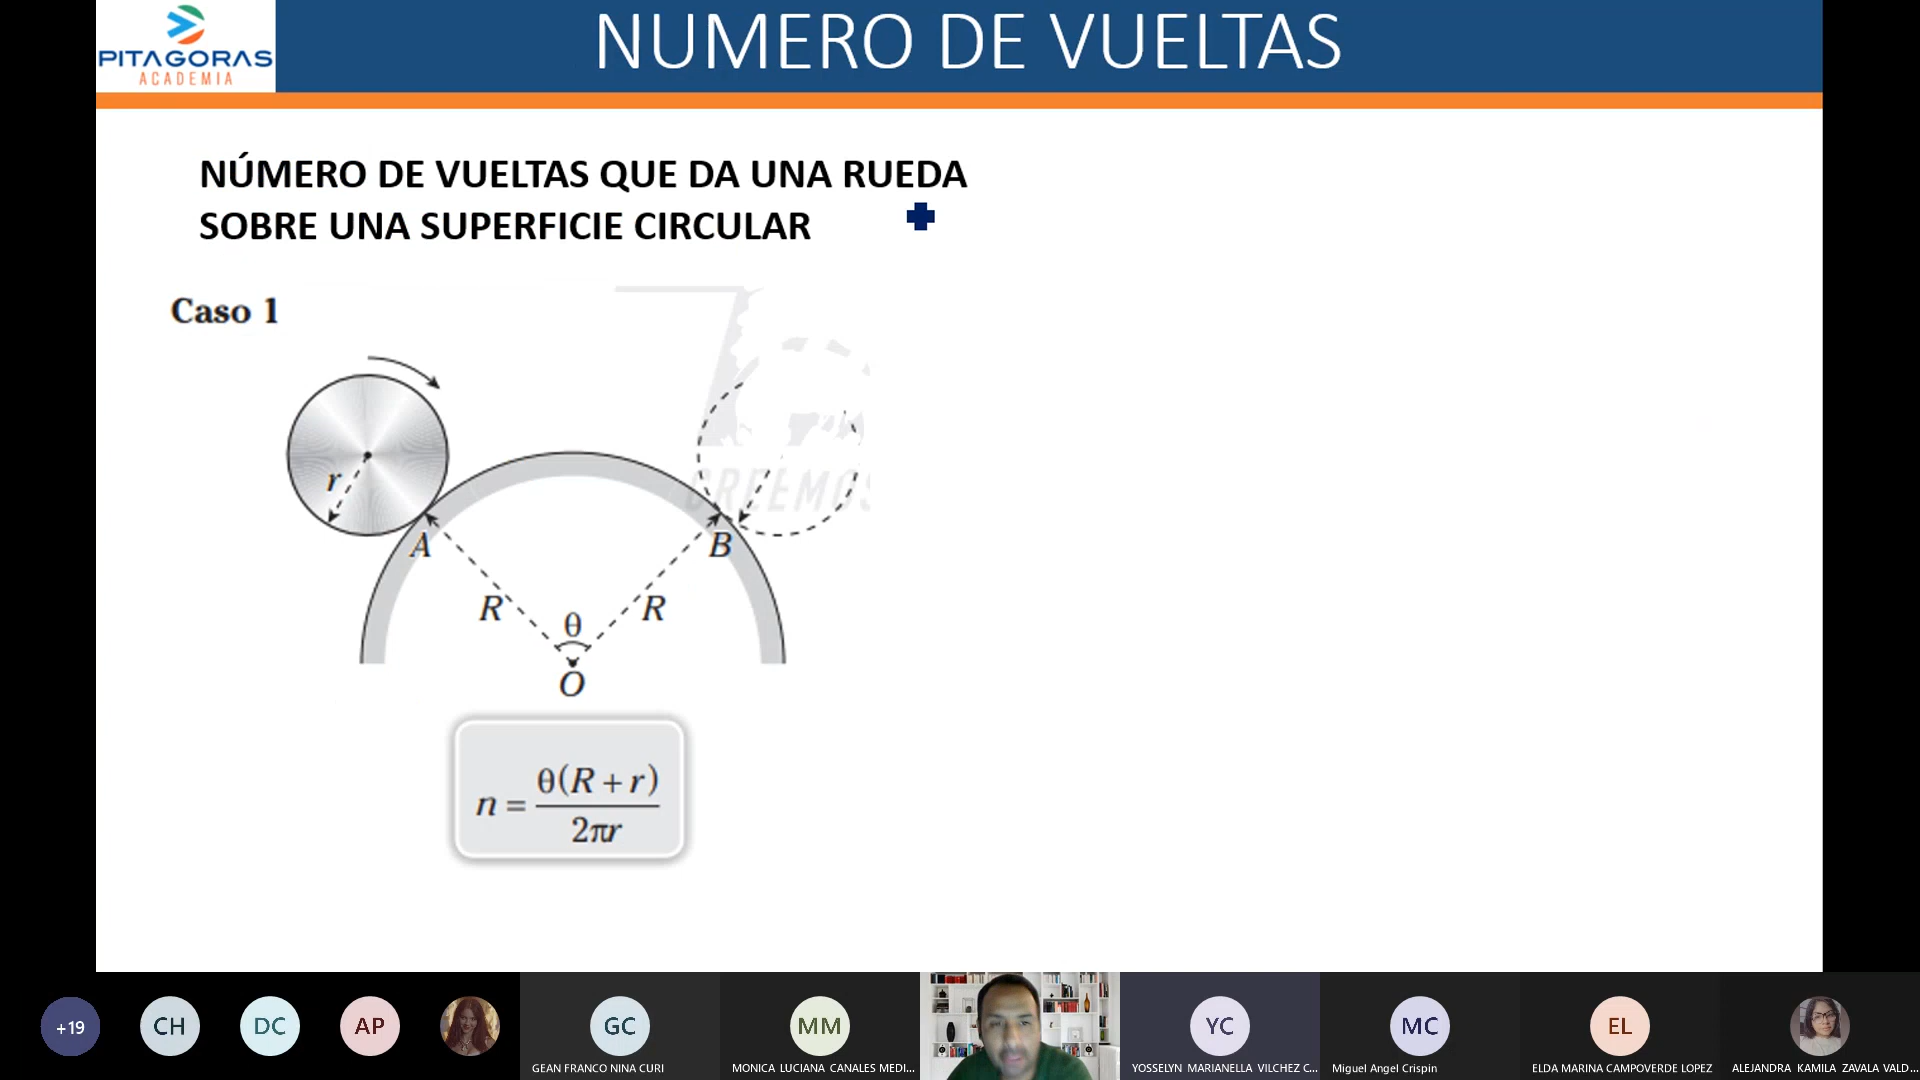 PITAGORAS
ACADEMIA
NUMERO DE VUELTAS
NÚMERO DE VUELTAS QUE DA UNA RUEDA
SOBRE UNA SUPERFICIE CIRCULAR
Caso 1
CREEMOS
r
A
B
R
R
θ
O
n = θ(R + r) / 2πr
+19
CH
DC
AP
GC
MM
YC
MC
EL
GEAN FRANCO NINA CURI
MONICA LUCIANA CANALES MEDI...
YOSSELYN MARIANELLA VILCHEZ C...
Miguel Angel Crispin
ELDA MARINA CAMPOVERDE LOPEZ
ALEJANDRA KAMILA ZAVALA VALD...